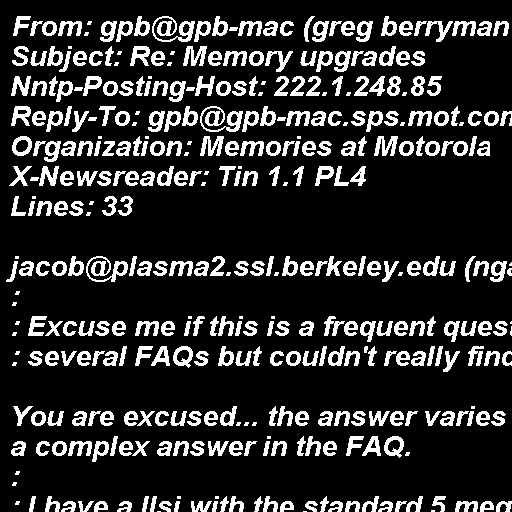 From: gpb@gpb-mac (greg berryman
Subject: Re: Memory upgrades
Nntp-Posting-Host: 222.1.248.85
Reply-To: gpb@gpb-mac.sps.mot.com
Organization: Memories at Motorola
X-Newsreader: Tin 1.1 PL4
Lines: 33

jacob@plasma2.ssl.berkeley.edu (nga
:
: Excuse me if this is a frequent quest
: several FAQs but couldn't really find

You are excused... the answer varies
a complex answer in the FAQ.
:
: I have a IIsi with the standard 5 meg